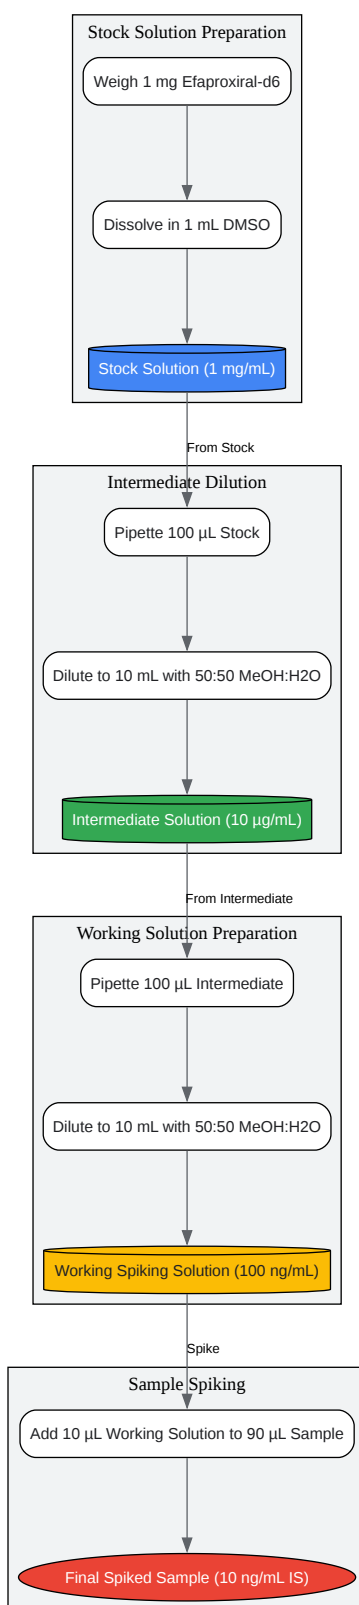 Stock Solution Preparation
Weigh 1 mg Efaproxiral-d6
Dissolve in 1 mL DMSO
Stock Solution (1 mg/mL)
From Stock
Intermediate Dilution
Pipette 100 µL Stock
Dilute to 10 mL with 50:50 MeOH:H2O
Intermediate Solution (10 µg/mL)
From Intermediate
Working Solution Preparation
Pipette 100 µL Intermediate
Dilute to 10 mL with 50:50 MeOH:H2O
Working Spiking Solution (100 ng/mL)
Spike
Sample Spiking
Add 10 µL Working Solution to 90 µL Sample
Final Spiked Sample (10 ng/mL IS)